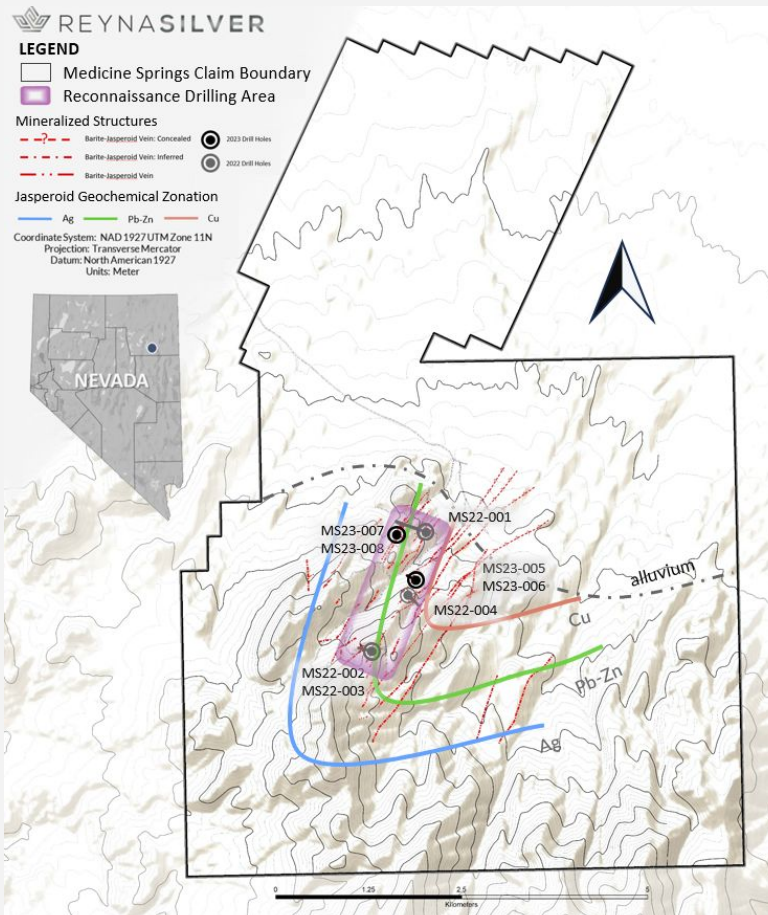 REYNASILVER
LEGEND
Medicine Springs Claim Boundary
Reconnaissance Drilling Area
Mineralized Structures
?
Barite-Jasperoid Vein: Concealed
2023 Drill Holes
Barite-Jasperoid Vein: Inferred
2022 Drill Holes
Barite-Jasperoid Vein
Jasperoid Geochemical Zonation
Ag
Pb-Zn
Cu
Coordinate System: NAD 1927 UTM Zone 11N
Projection: Transverse Mercator
Datum: North American 1927
Units: Meter
NEVADA
MS22-001
MS23-007
MS23-008
MS23-005
MS23-006
alluvium
MS22-004
Cu
MS22-002
MS22-003
Pb-Zn
Ag
0 1.25 2.5 5
Kilometers